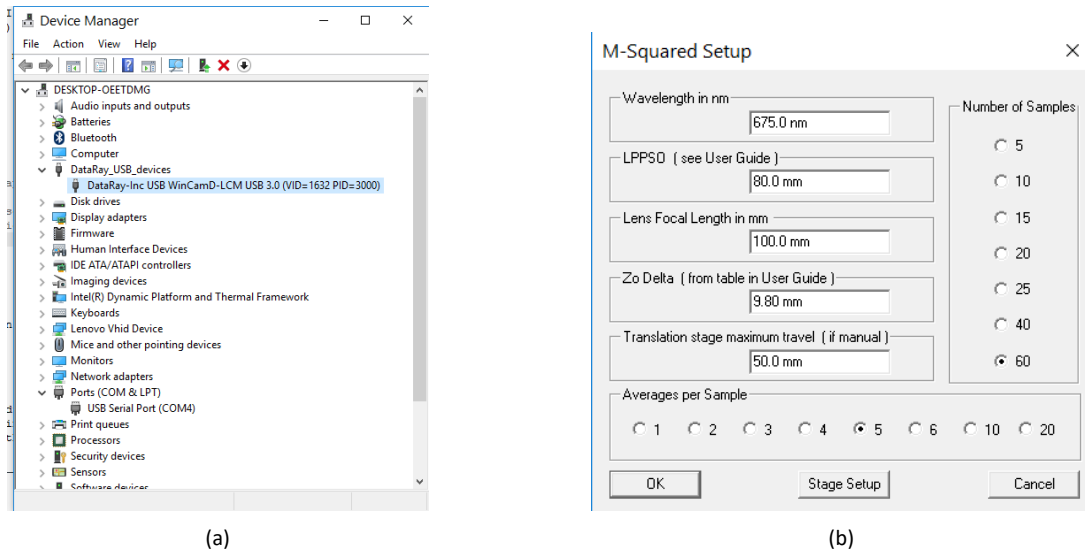 Device Manager
File Action View Help
DESKTOP-OEETDMG
Audio inputs and outputs
Batteries
Bluetooth
Computer
DataRay_USB_devices
DataRay-Inc USB WinCamD-LCM USB 3.0 (VID=1632 PID=3000)
Disk drives
Display adapters
Firmware
Human Interface Devices
IDE ATA/ATAPI controllers
Imaging devices
Intel(R) Dynamic Platform and Thermal Framework
Keyboards
Lenovo Vhid Device
Mice and other pointing devices
Monitors
Network adapters
Ports (COM & LPT)
USB Serial Port (COM4)
Print queues
Processors
Security devices
Sensors
Software devices
(a)
M-Squared Setup
Wavelength in nm
675.0 nm
LPPSO ( see User Guide )
80.0 mm
Lens Focal Length in mm
100.0 mm
Zo Delta ( from table in User Guide )
9.80 mm
Translation stage maximum travel ( if manual )
50.0 mm
Number of Samples
5
10
15
20
25
40
60
Averages per Sample
1 2 3 4 5 6 10 20
OK Stage Setup Cancel
(b)